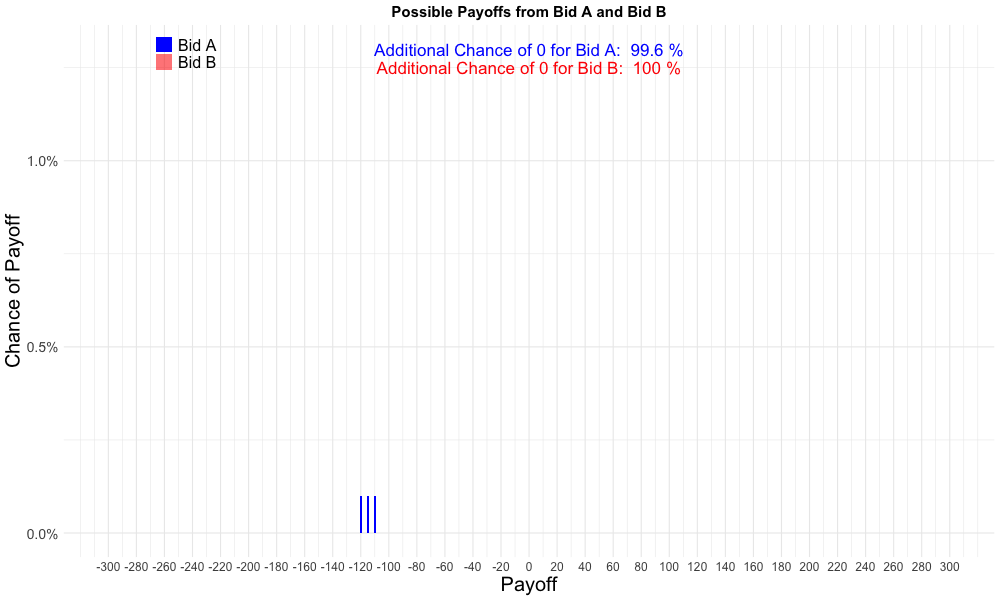 Possible Payoffs from Bid A and Bid B
Bid A
Bid B
Additional Chance of 0 for Bid A: 99.6 %
Additional Chance of 0 for Bid B: 100 %
Chance of Payoff
1.0%
0.5%
0.0%
-300 -280 -260 -240 -220 -200 -180 -160 -140 -120 -100 -80 -60 -40 -20 0 20 40 60 80 100 120 140 160 180 200 220 240 260 280 300
Payoff